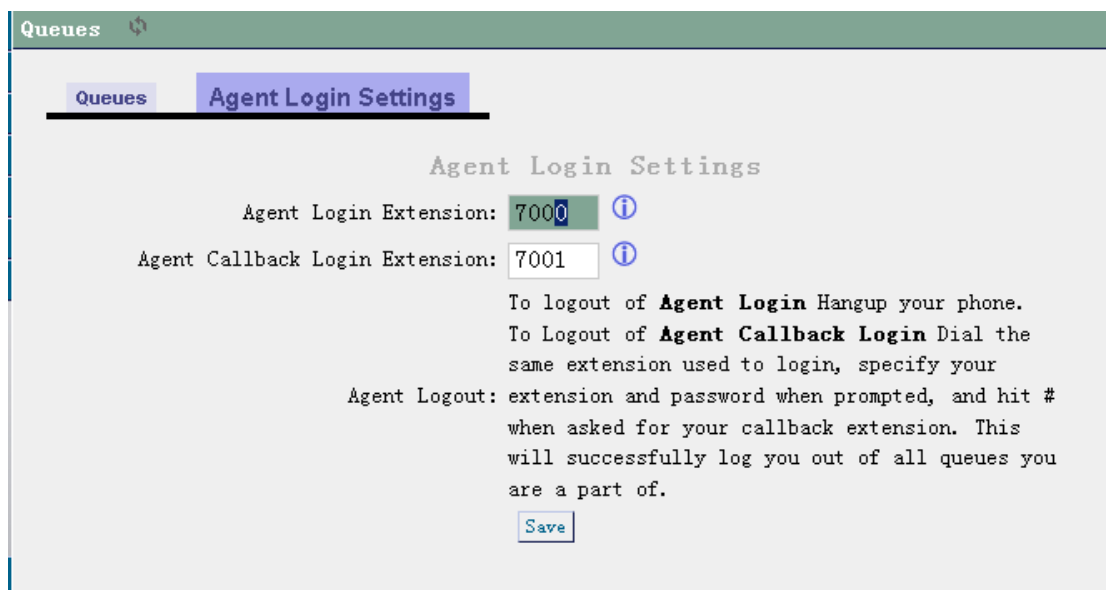 Queues
Queues Agent Login Settings
Agent Login Settings
Agent Login Extension: 7000
Agent Callback Login Extension: 7001
To logout of Agent Login Hangup your phone.
To Logout of Agent Callback Login Dial the
same extension used to login, specify your
Agent Logout: extension and password when prompted, and hit #
when asked for your callback extension. This
will successfully log you out of all queues you
are a part of.
Save